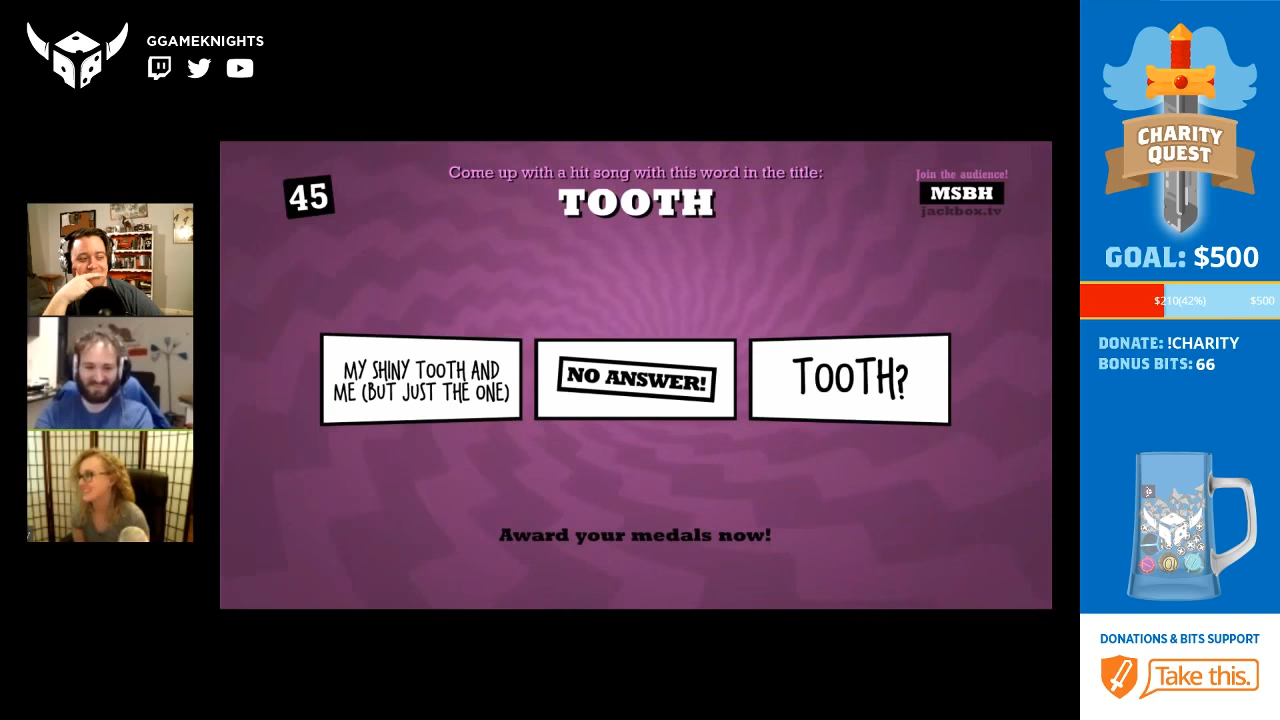 GGAMEKNIGHTS
45
Come up with a hit song with this word in the title:
TOOTH
Join the audience!
MSBH
jackbox.tv
MY SHINY TOOTH AND
ME (BUT JUST THE ONE)
NO ANSWER!
TOOTH?
Award your medals now!
CHARITY
QUEST
GOAL: $500
$210(42%)
$500
DONATE: !CHARITY
BONUS BITS: 66
DONATIONS & BITS SUPPORT
Take this.